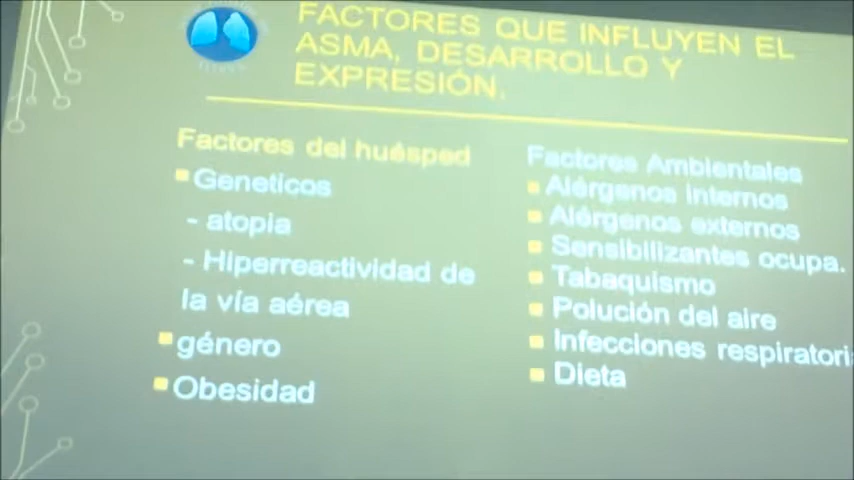 FACTORES QUE INFLUYEN EL
ASMA, DESARROLLO Y
EXPRESIÓN.
Factores del huésped
Geneticos
- atopia
- Hiperreactividad de
la vía aérea
género
Obesidad
Factores Ambientales
Alérgenos internos
Alérgenos externos
Sensibilizantes ocupa.
Tabaquismo
Polución del aire
Infecciones respiratori
Dieta